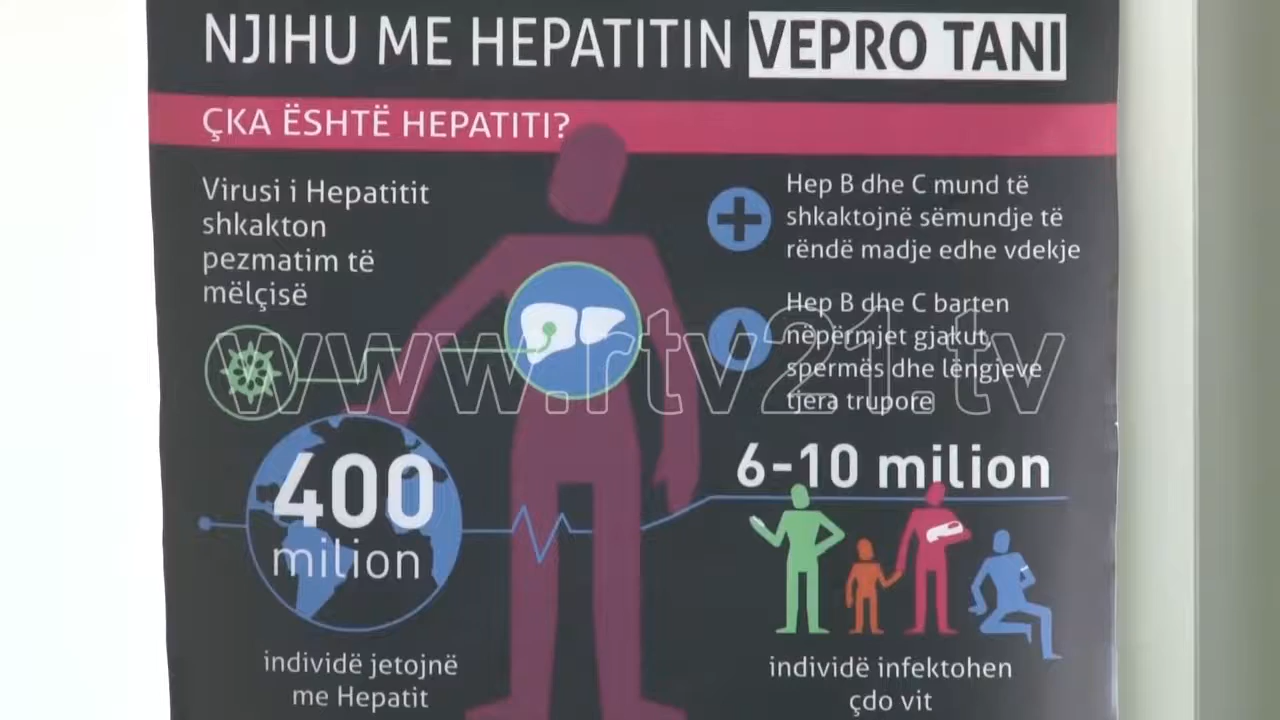 NJIHU ME HEPATITIN VEPRO TANI
ÇKA ËSHTË HEPATITI?
Virusi i Hepatitit
shkakton
pezmatim të
mëlçisë
Hep B dhe C mund të
shkaktojnë sëmundje të
rëndë madje edhe vdekje
Hep B dhe C barten
nëpërmjet gjakut,
spermës dhe lëngjeve
tjera trupore
www.rtv21.tv
400
milion
individë jetojnë
me Hepatit
6-10 milion
individë infektohen
çdo vit